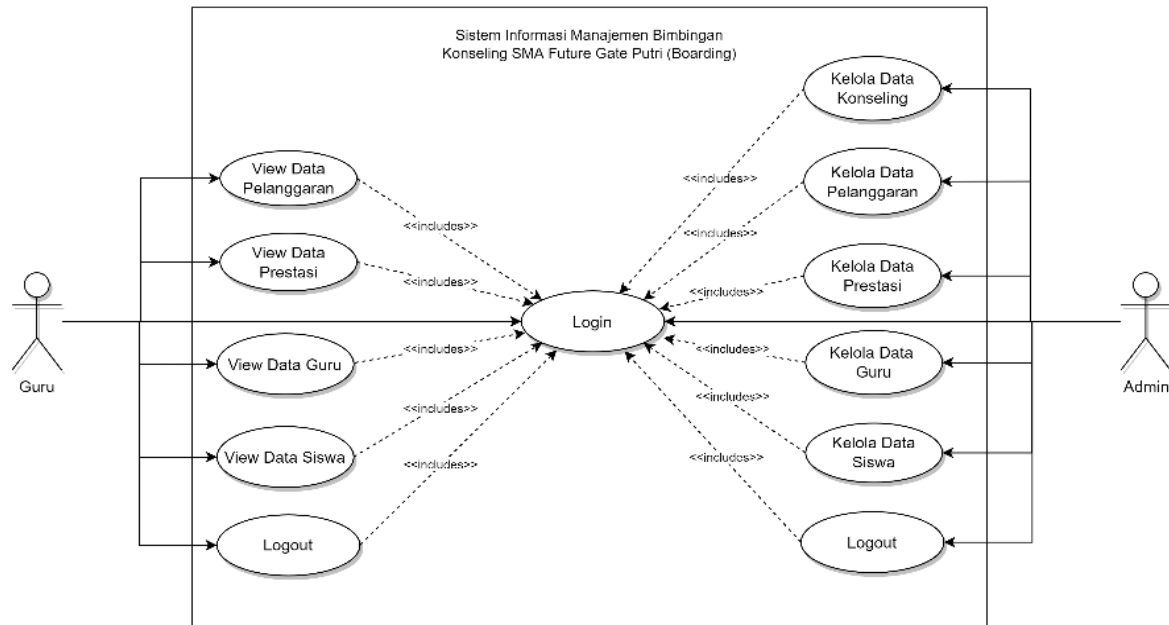 Sistem Informasi Manajemen Bimbingan
Konseling SMA Future Gate Putri (Boarding)
View Data
Pelanggaran
View Data
Prestasi
View Data Guru
View Data Siswa
Logout
Guru
<<includes>>
<<includes>>
<<includes>>
<<includes>>
<<includes>>
Login
<<includes>>
<<includes>>
<<includes>>
<<includes>>
<<includes>>
<<includes>>
Kelola Data
Konseling
Kelola Data
Pelanggaran
Kelola Data
Prestasi
Kelola Data
Guru
Kelola Data
Siswa
Logout
Admin